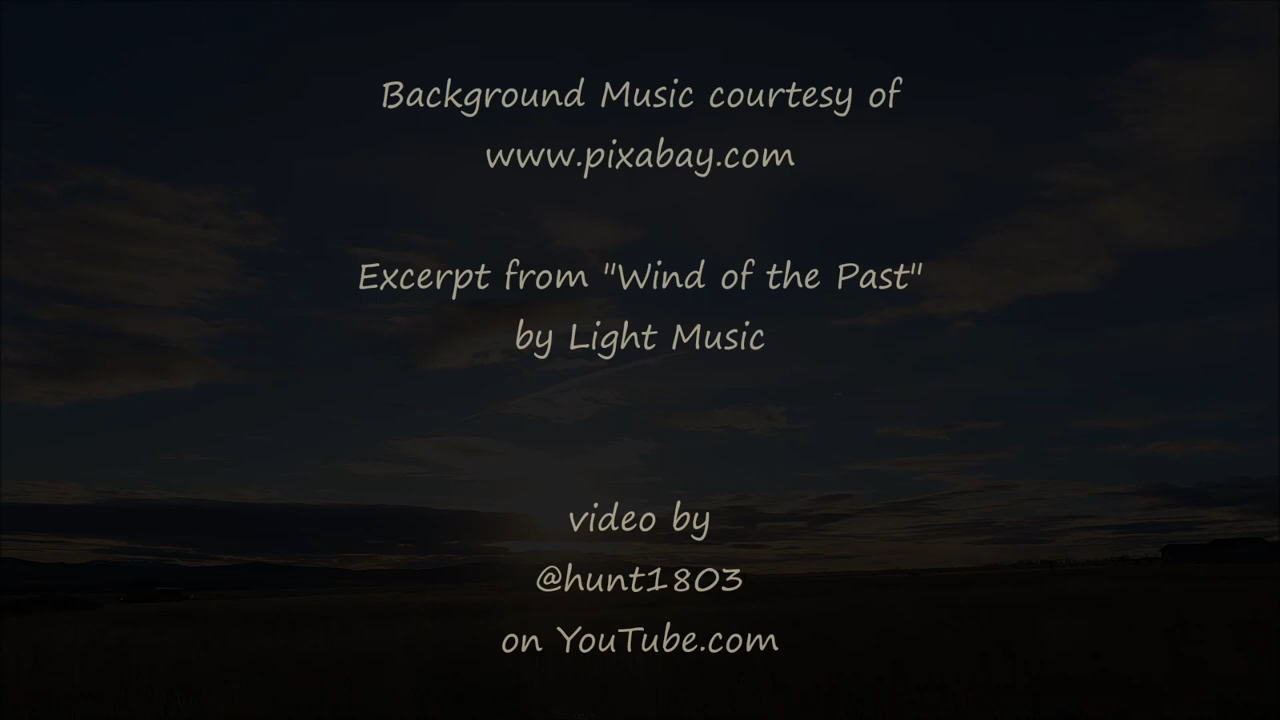 Background Music courtesy of
www.pixabay.com
Excerpt from "Wind of the Past"
by Light Music
video by
@hunt1803
on YouTube.com